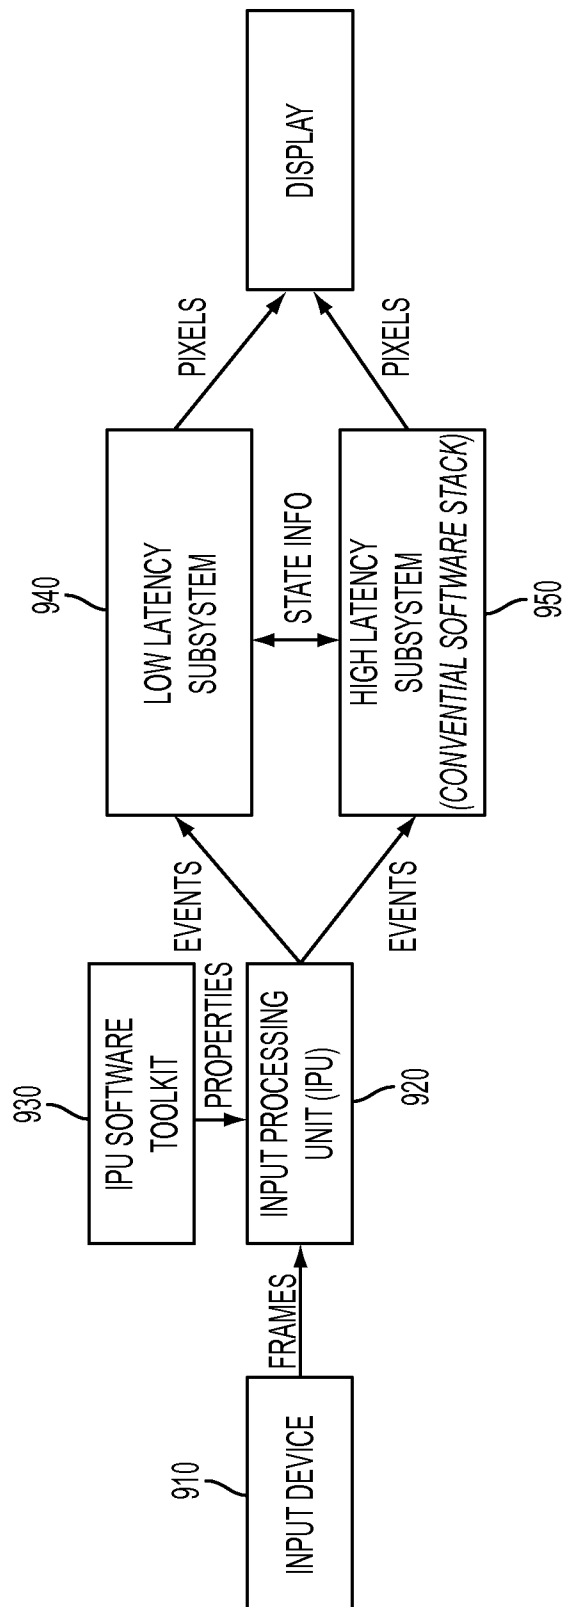 910
INPUT DEVICE
FRAMES
930
IPU SOFTWARE
TOOLKIT
PROPERTIES
INPUT PROCESSING
UNIT (IPU)
920
EVENTS
EVENTS
940
LOW LATENCY
SUBSYSTEM
STATE INFO
HIGH LATENCY
SUBSYSTEM
(CONVENTIAL SOFTWARE STACK)
950
PIXELS
PIXELS
DISPLAY